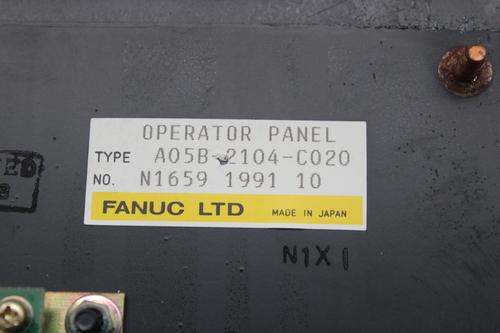 OPERATOR PANEL
TYPE A05B-2104-C020
NO. N1659 1991 10
FANUC LTD MADE IN JAPAN
N1X1